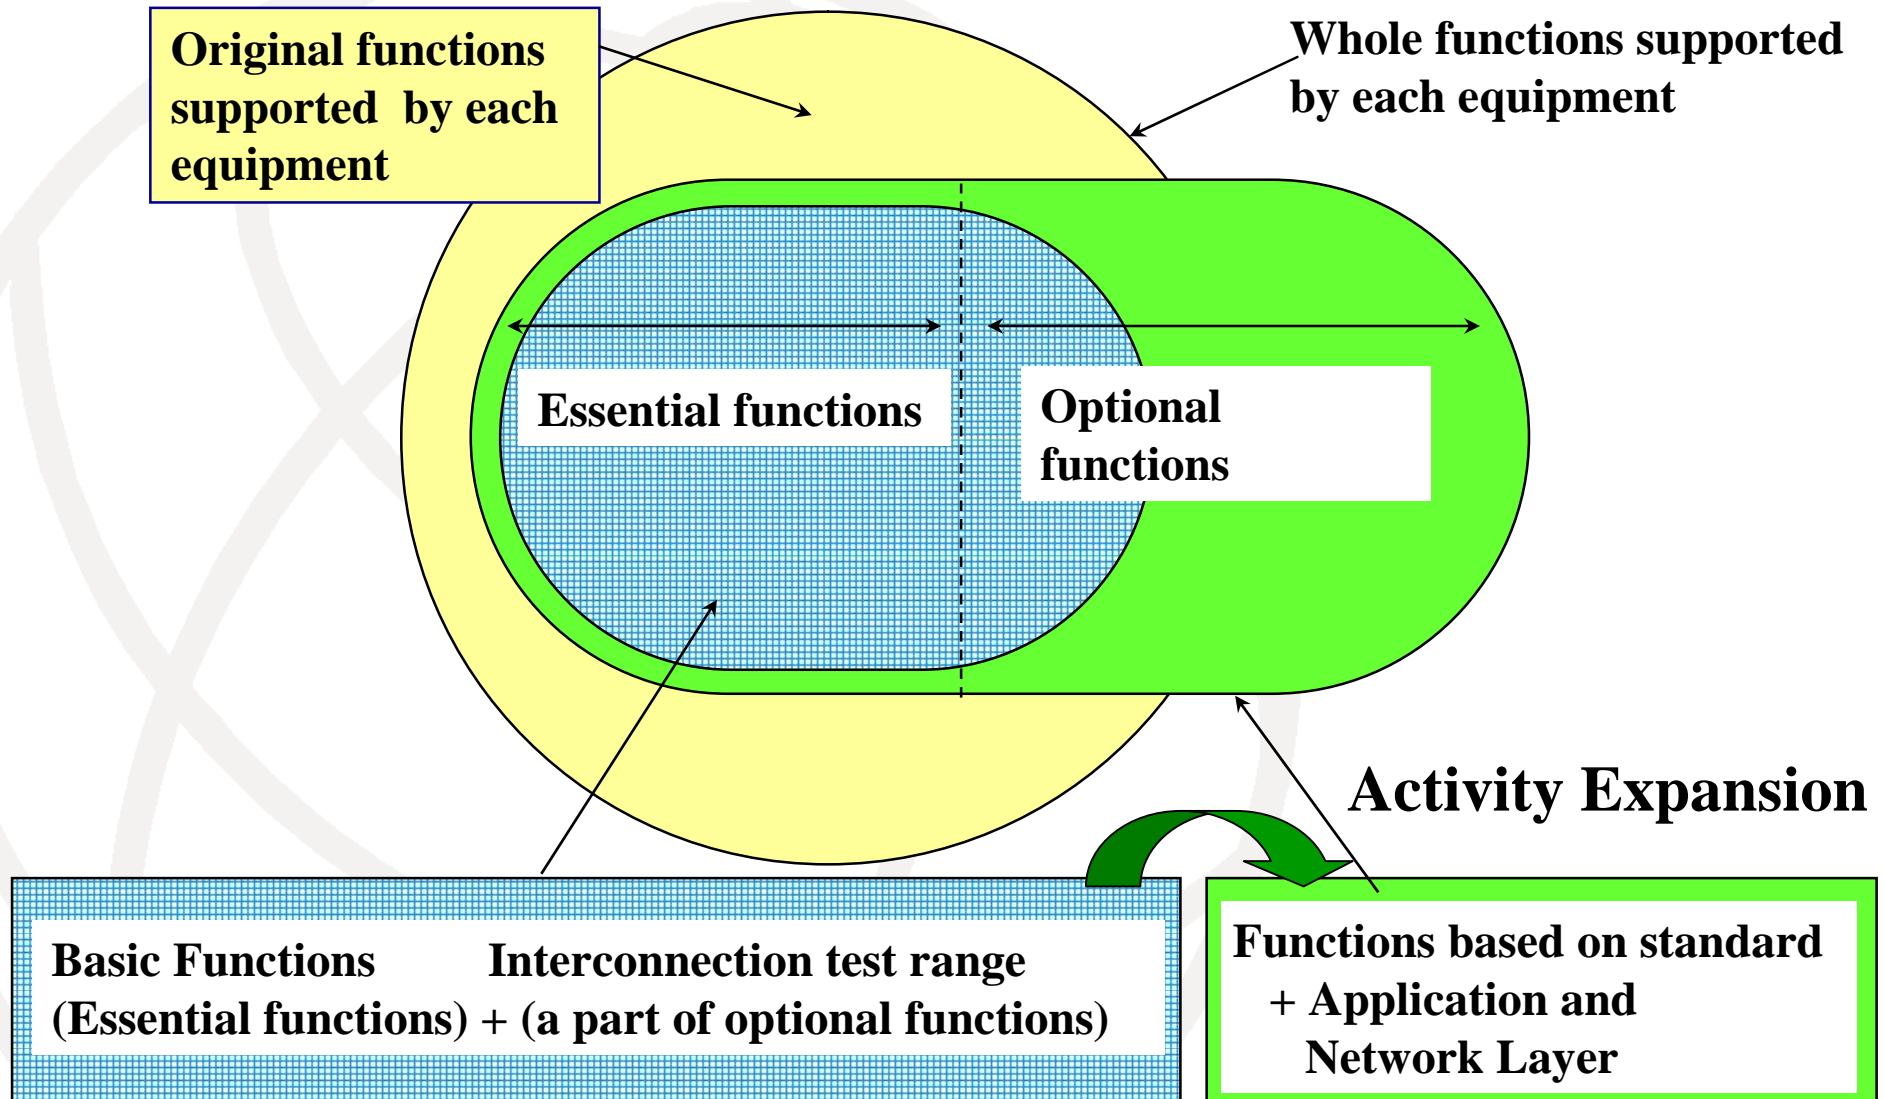 Original functions
supported by each
equipment
Whole functions supported
by each equipment
Essential functions
Optional
functions
Activity Expansion
Basic Functions Interconnection test range
(Essential functions) + (a part of optional functions)
Functions based on standard
+ Application and
Network Layer